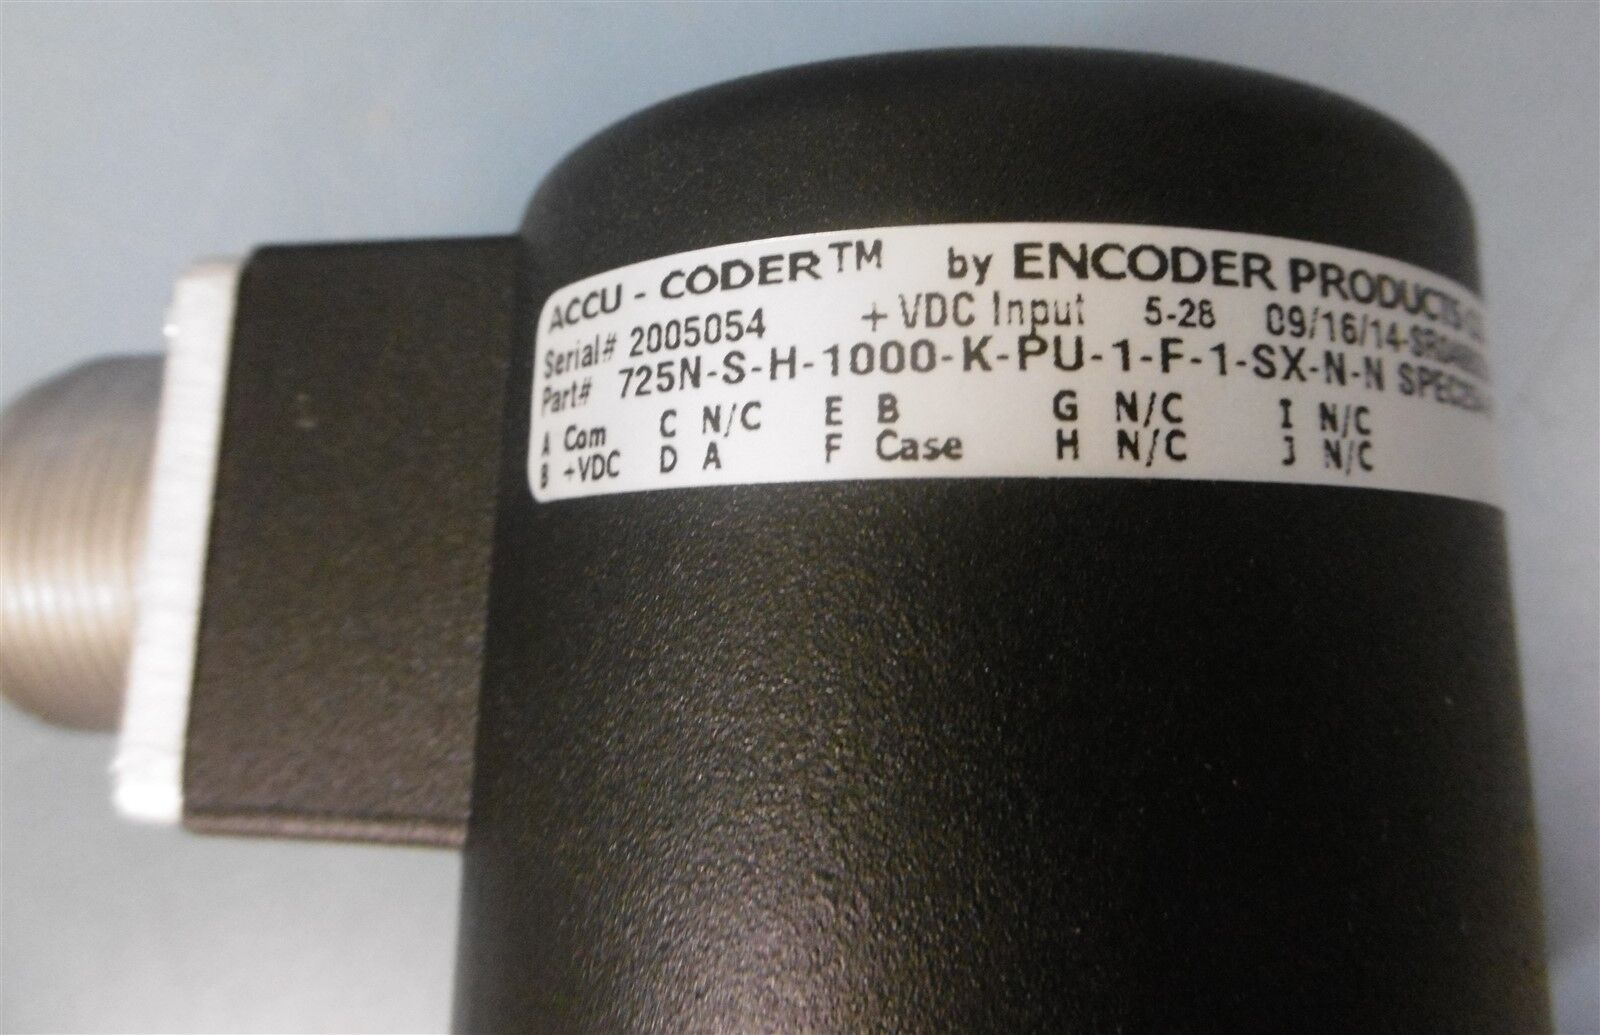 ACCU - CODER™ by ENCODER PRODUCTS
Serial# 2005054 +VDC Input 5-28 09/16/14
Part# 725N-S-H-1000-K-PU-1-F-1-SX-N-N
A Com C N/C E B G N/C I N/C
B +VDC D A F Case H N/C J N/C